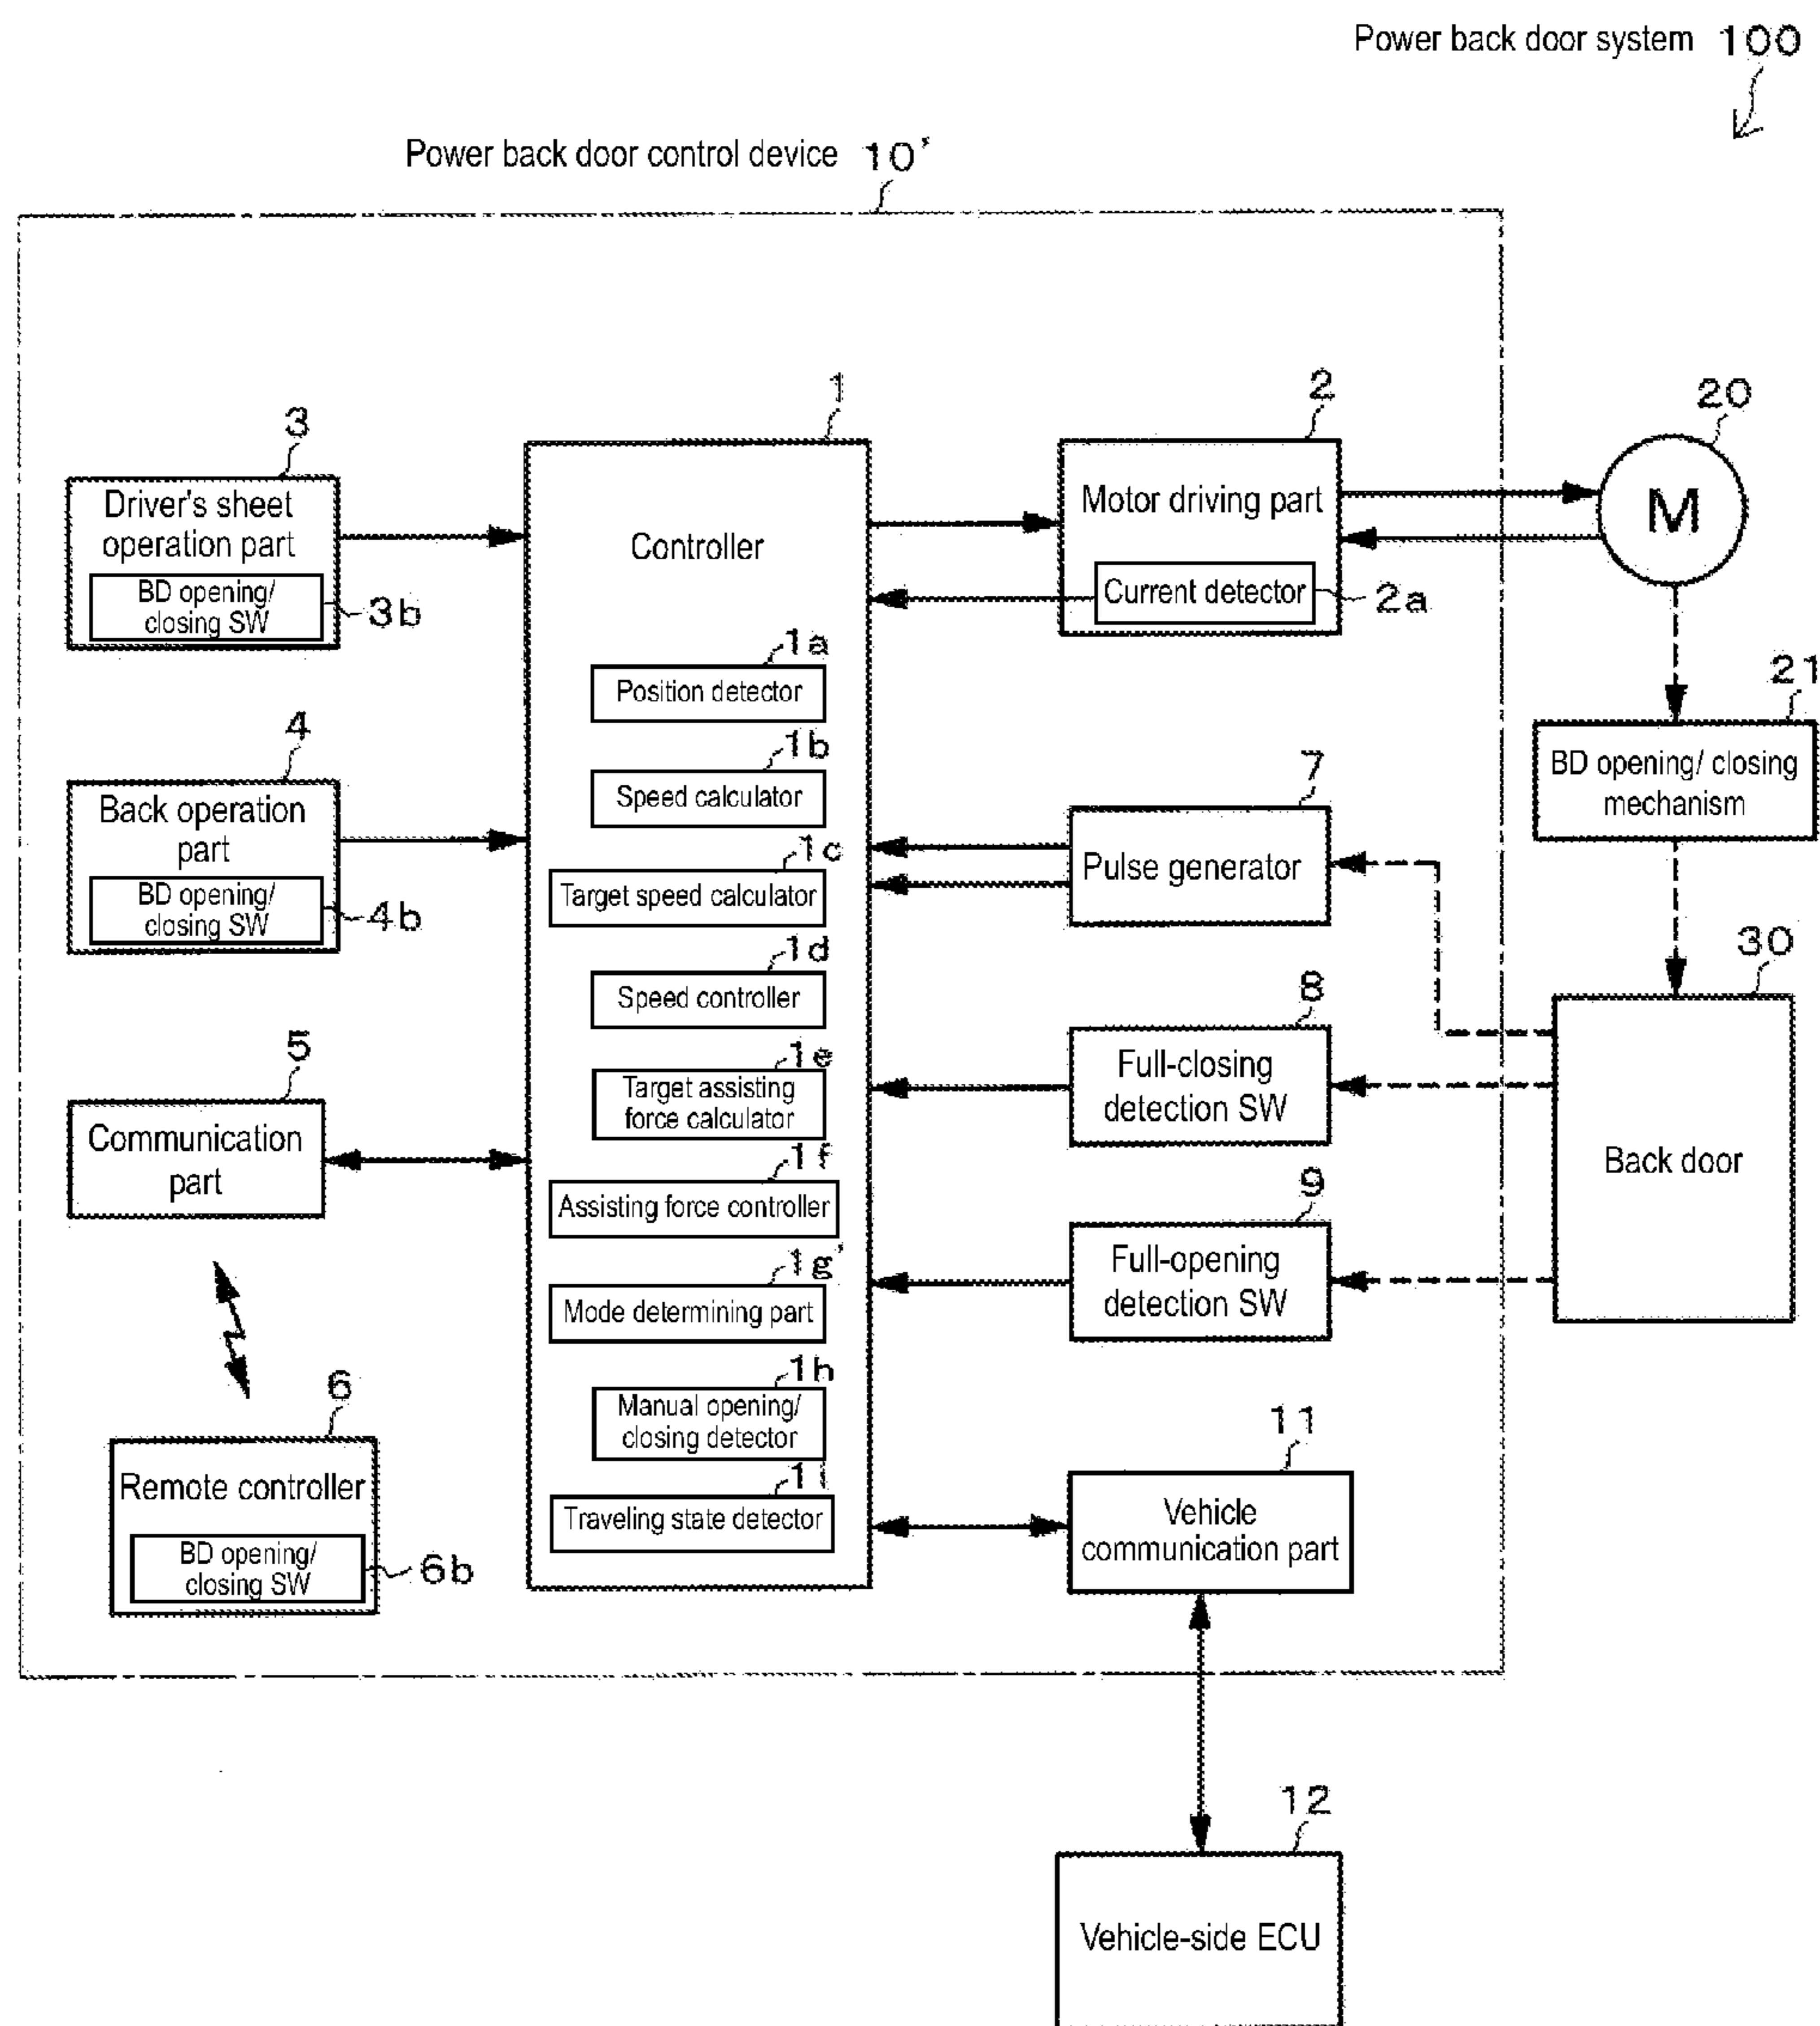 Power back door system 100
Power back door control device 10'
3
Driver's sheet
operation part
BD opening/
closing SW
3b
4
Back operation
part
BD opening/
closing SW
4b
5
Communication
part
6
Remote controller
BD opening/
closing SW
6b
1
Controller
1a
Position detector
1b
Speed calculator
1c
Target speed calculator
1d
Speed controller
1e
Target assisting
force calculator
1f
Assisting force controller
1g'
Mode determining part
1h
Manual opening/
closing detector
1i
Traveling state detector
2
Motor driving part
Current detector
2a
7
Pulse generator
8
Full-closing
detection SW
9
Full-opening
detection SW
11
Vehicle
communication part
12
Vehicle-side ECU
20
M
21
BD opening/ closing
mechanism
30
Back door